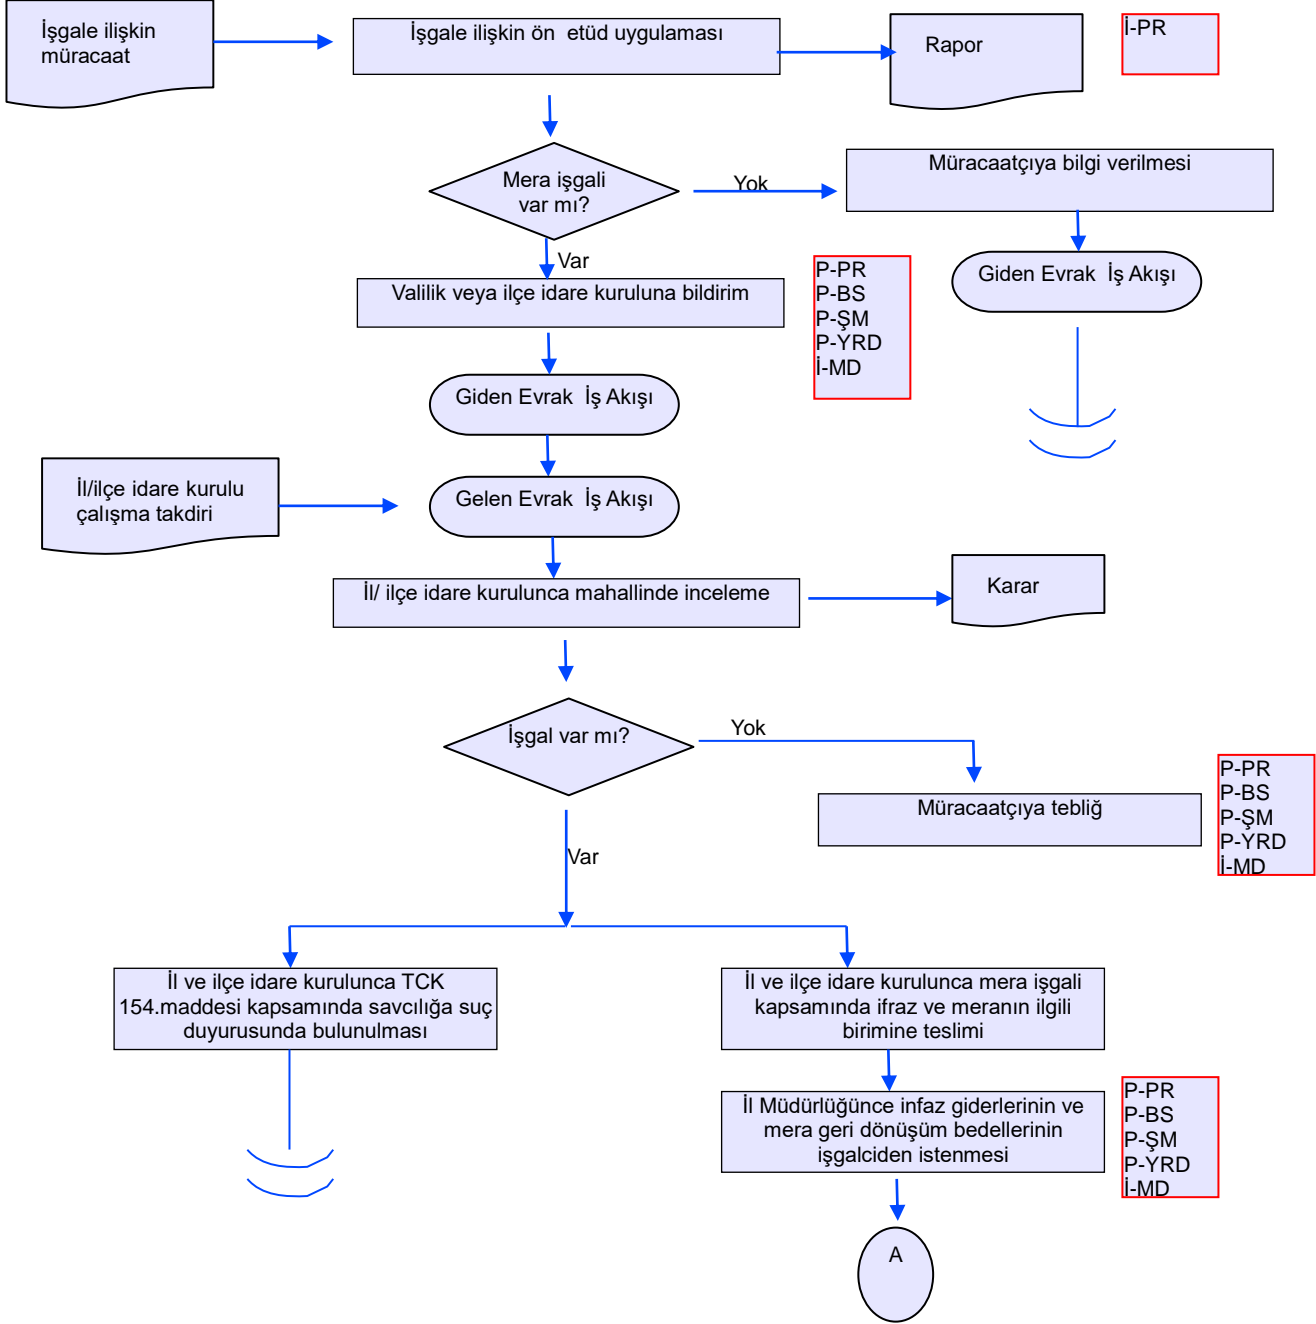 İşgale ilişkin
müracaat
İşgale ilişkin ön  etüd uygulaması
Rapor
İ-PR
Mera işgali
var mı?
Yok
Müracaatçıya bilgi verilmesi
Var
Giden Evrak  İş Akışı
Valilik veya ilçe idare kuruluna bildirim
P-PR
P-BS
P-ŞM
P-YRD
İ-MD
Giden Evrak  İş Akışı
İl/ilçe idare kurulu
çalışma takdiri
Gelen Evrak  İş Akışı
İl/ ilçe idare kurulunca mahallinde inceleme
Karar
İşgal var mı?
Yok
Müracaatçıya tebliğ
P-PR
P-BS
P-ŞM
P-YRD
İ-MD
Var
İl ve ilçe idare kurulunca TCK
154.maddesi kapsamında savcılığa suç
duyurusunda bulunulması
İl ve ilçe idare kurulunca mera işgali
kapsamında ifraz ve meranın ilgili
birimine teslimi
İl Müdürlüğünce infaz giderlerinin ve
mera geri dönüşüm bedellerinin
işgalciden istenmesi
P-PR
P-BS
P-ŞM
P-YRD
İ-MD
A